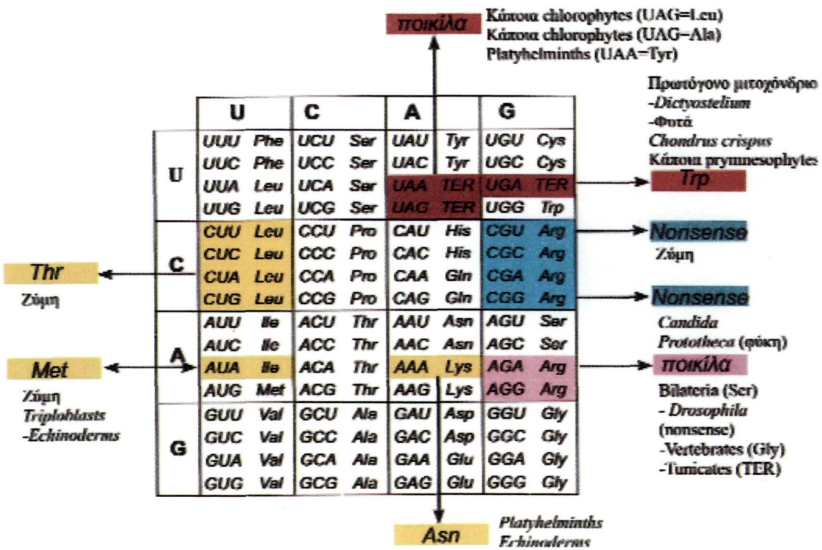 ποικίλα
Κάποια chlorophytes (UAG=Leu)
Κάποια chlorophytes (UAG=Ala)
Platyhelminths (UAA=Tyr)
Πρωτόγονο μιτοχόνδριο
-Dictyostelium
-Φυτά
Chondrus crispus
Κάποια prymnesophytes
Trp
U C A G
U
UUU Phe UCU Ser UAU Tyr UGU Cys
UUC Phe UCC Ser UAC Tyr UGC Cys
UUA Leu UCA Ser UAA TER UGA TER
UUG Leu UCG Ser UAG TER UGG Trp
C
CUU Leu CCU Pro CAU His CGU Arg
CUC Leu CCC Pro CAC His CGC Arg
CUA Leu CCA Pro CAA Gln CGA Arg
CUG Leu CCG Pro CAG Gln CGG Arg
A
AUU Ile ACU Thr AAU Asn AGU Ser
AUC Ile ACC Thr AAC Asn AGC Ser
AUA Ile ACA Thr AAA Lys AGA Arg
AUG Met ACG Thr AAG Lys AGG Arg
G
GUU Val GCU Ala GAU Asp GGU Gly
GUC Val GCC Ala GAC Asp GGC Gly
GUA Val GCA Ala GAA Glu GGA Gly
GUG Val GCG Ala GAG Glu GGG Gly
Thr
Ζύμη
Met
Ζύμη
Triploblasts
-Echinoderms
Nonsense
Ζύμη
Nonsense
Candida
Prototheca (φύκη)
ποικίλα
Bilateria (Ser)
- Drosophila
(nonsense)
-Vertebrates (Gly)
-Tunicates (TER)
Asn
Platyhelminths
Echinoderms